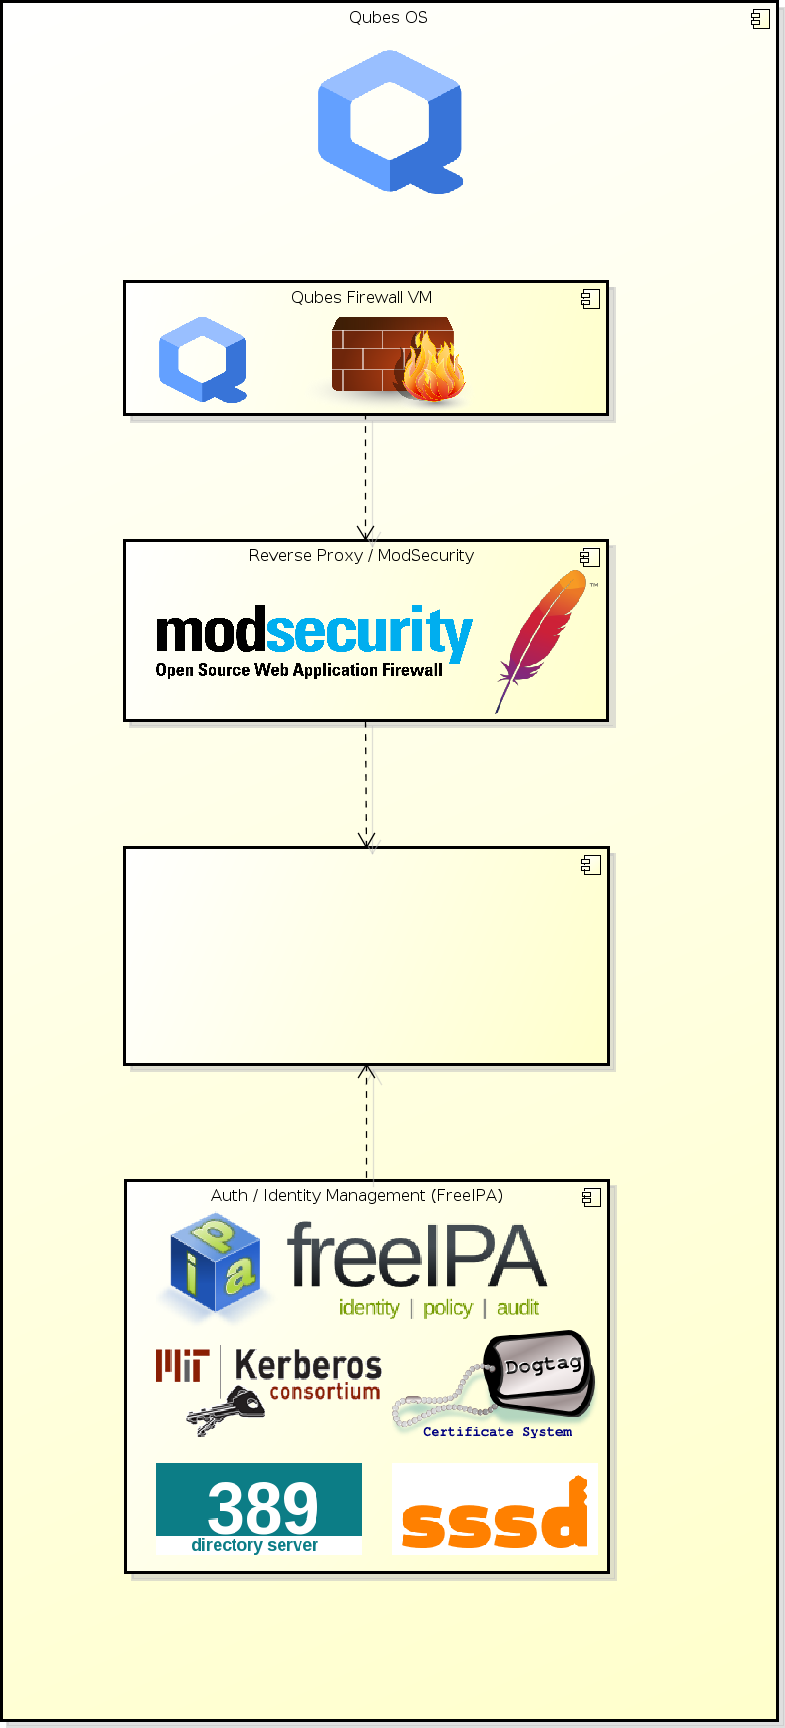 Qubes OS
Qubes Firewall VM
Reverse Proxy / ModSecurity
modsecurity
Open Source Web Application Firewall
TM
Auth / Identity Management (FreeIPA)
ipa
freeIPA
identity | policy | audit
MIT Kerberos
consortium
Dogtag
Certificate System
389
directory server
sssd